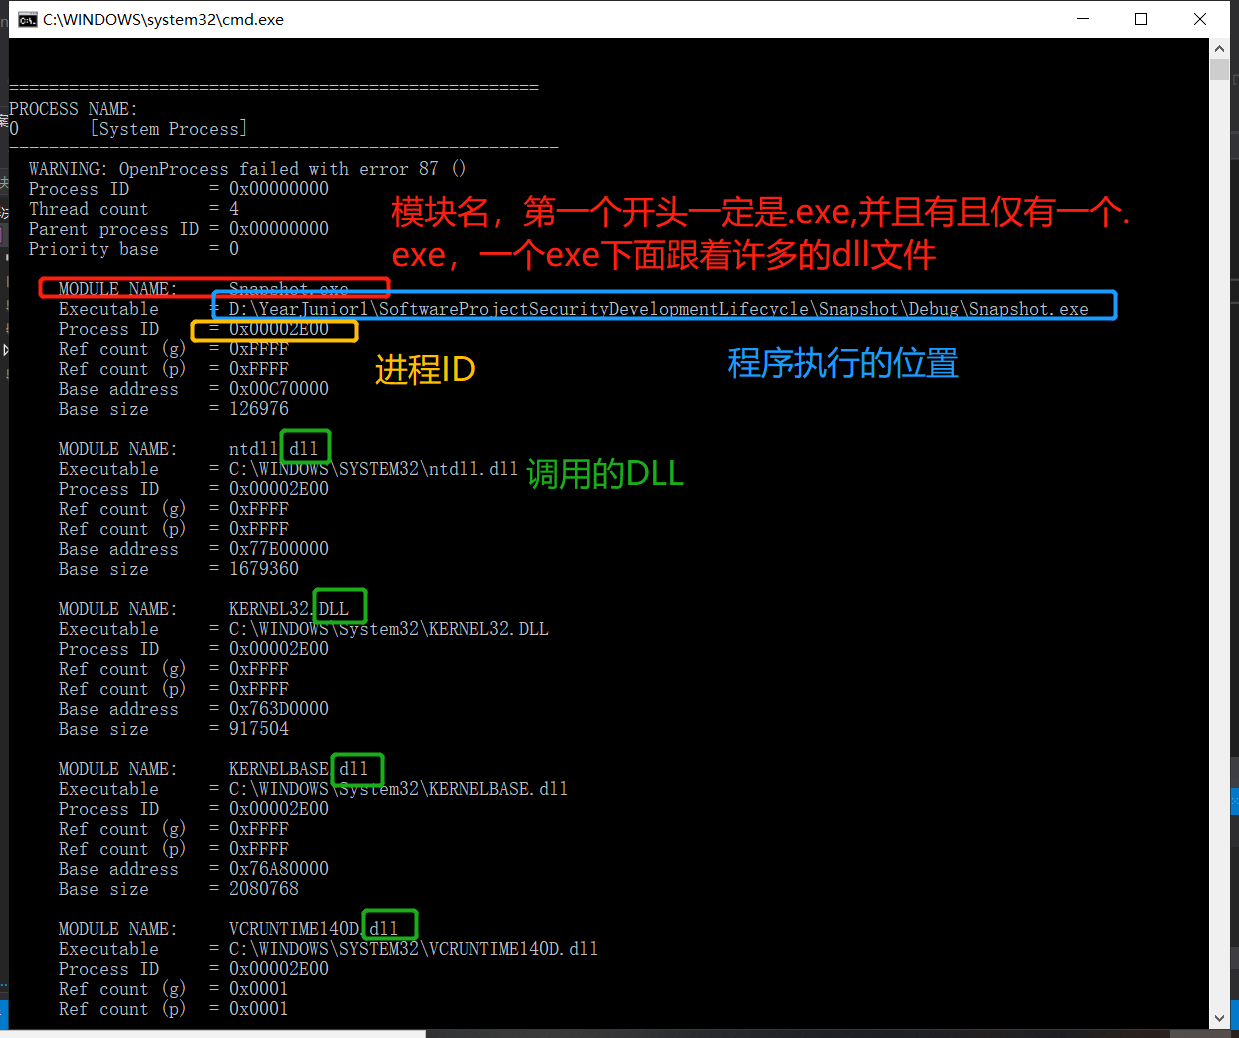 C:\WINDOWS\system32\cmd.exe
=====================================================
PROCESS NAME:
0 [System Process]
-------------------------------------------------------
WARNING: OpenProcess failed with error 87 ()
Process ID = 0x00000000
Thread count = 4
Parent process ID = 0x00000000
Priority base = 0
模块名，第一个开头一定是.exe,并且有且仅有一个.
exe，一个exe下面跟着许多的dll文件
MODULE NAME: Snapshot.exe
Executable = D:\YearJunior1\SoftwareProjectSecurityDevelopmentLifecycle\Snapshot\Debug\Snapshot.exe
Process ID = 0x00002E00
Ref count (g) = 0xFFFF
Ref count (p) = 0xFFFF
进程ID
程序执行的位置
Base address = 0x00C70000
Base size = 126976
MODULE NAME: ntdll.dll
Executable = C:\WINDOWS\SYSTEM32\ntdll.dll
调用的DLL
Process ID = 0x00002E00
Ref count (g) = 0xFFFF
Ref count (p) = 0xFFFF
Base address = 0x77E00000
Base size = 1679360
MODULE NAME: KERNEL32.DLL
Executable = C:\WINDOWS\System32\KERNEL32.DLL
Process ID = 0x00002E00
Ref count (g) = 0xFFFF
Ref count (p) = 0xFFFF
Base address = 0x763D0000
Base size = 917504
MODULE NAME: KERNELBASE.dll
Executable = C:\WINDOWS\System32\KERNELBASE.dll
Process ID = 0x00002E00
Ref count (g) = 0xFFFF
Ref count (p) = 0xFFFF
Base address = 0x76A80000
Base size = 2080768
MODULE NAME: VCRUNTIME140D.dll
Executable = C:\WINDOWS\SYSTEM32\VCRUNTIME140D.dll
Process ID = 0x00002E00
Ref count (g) = 0x0001
Ref count (p) = 0x0001